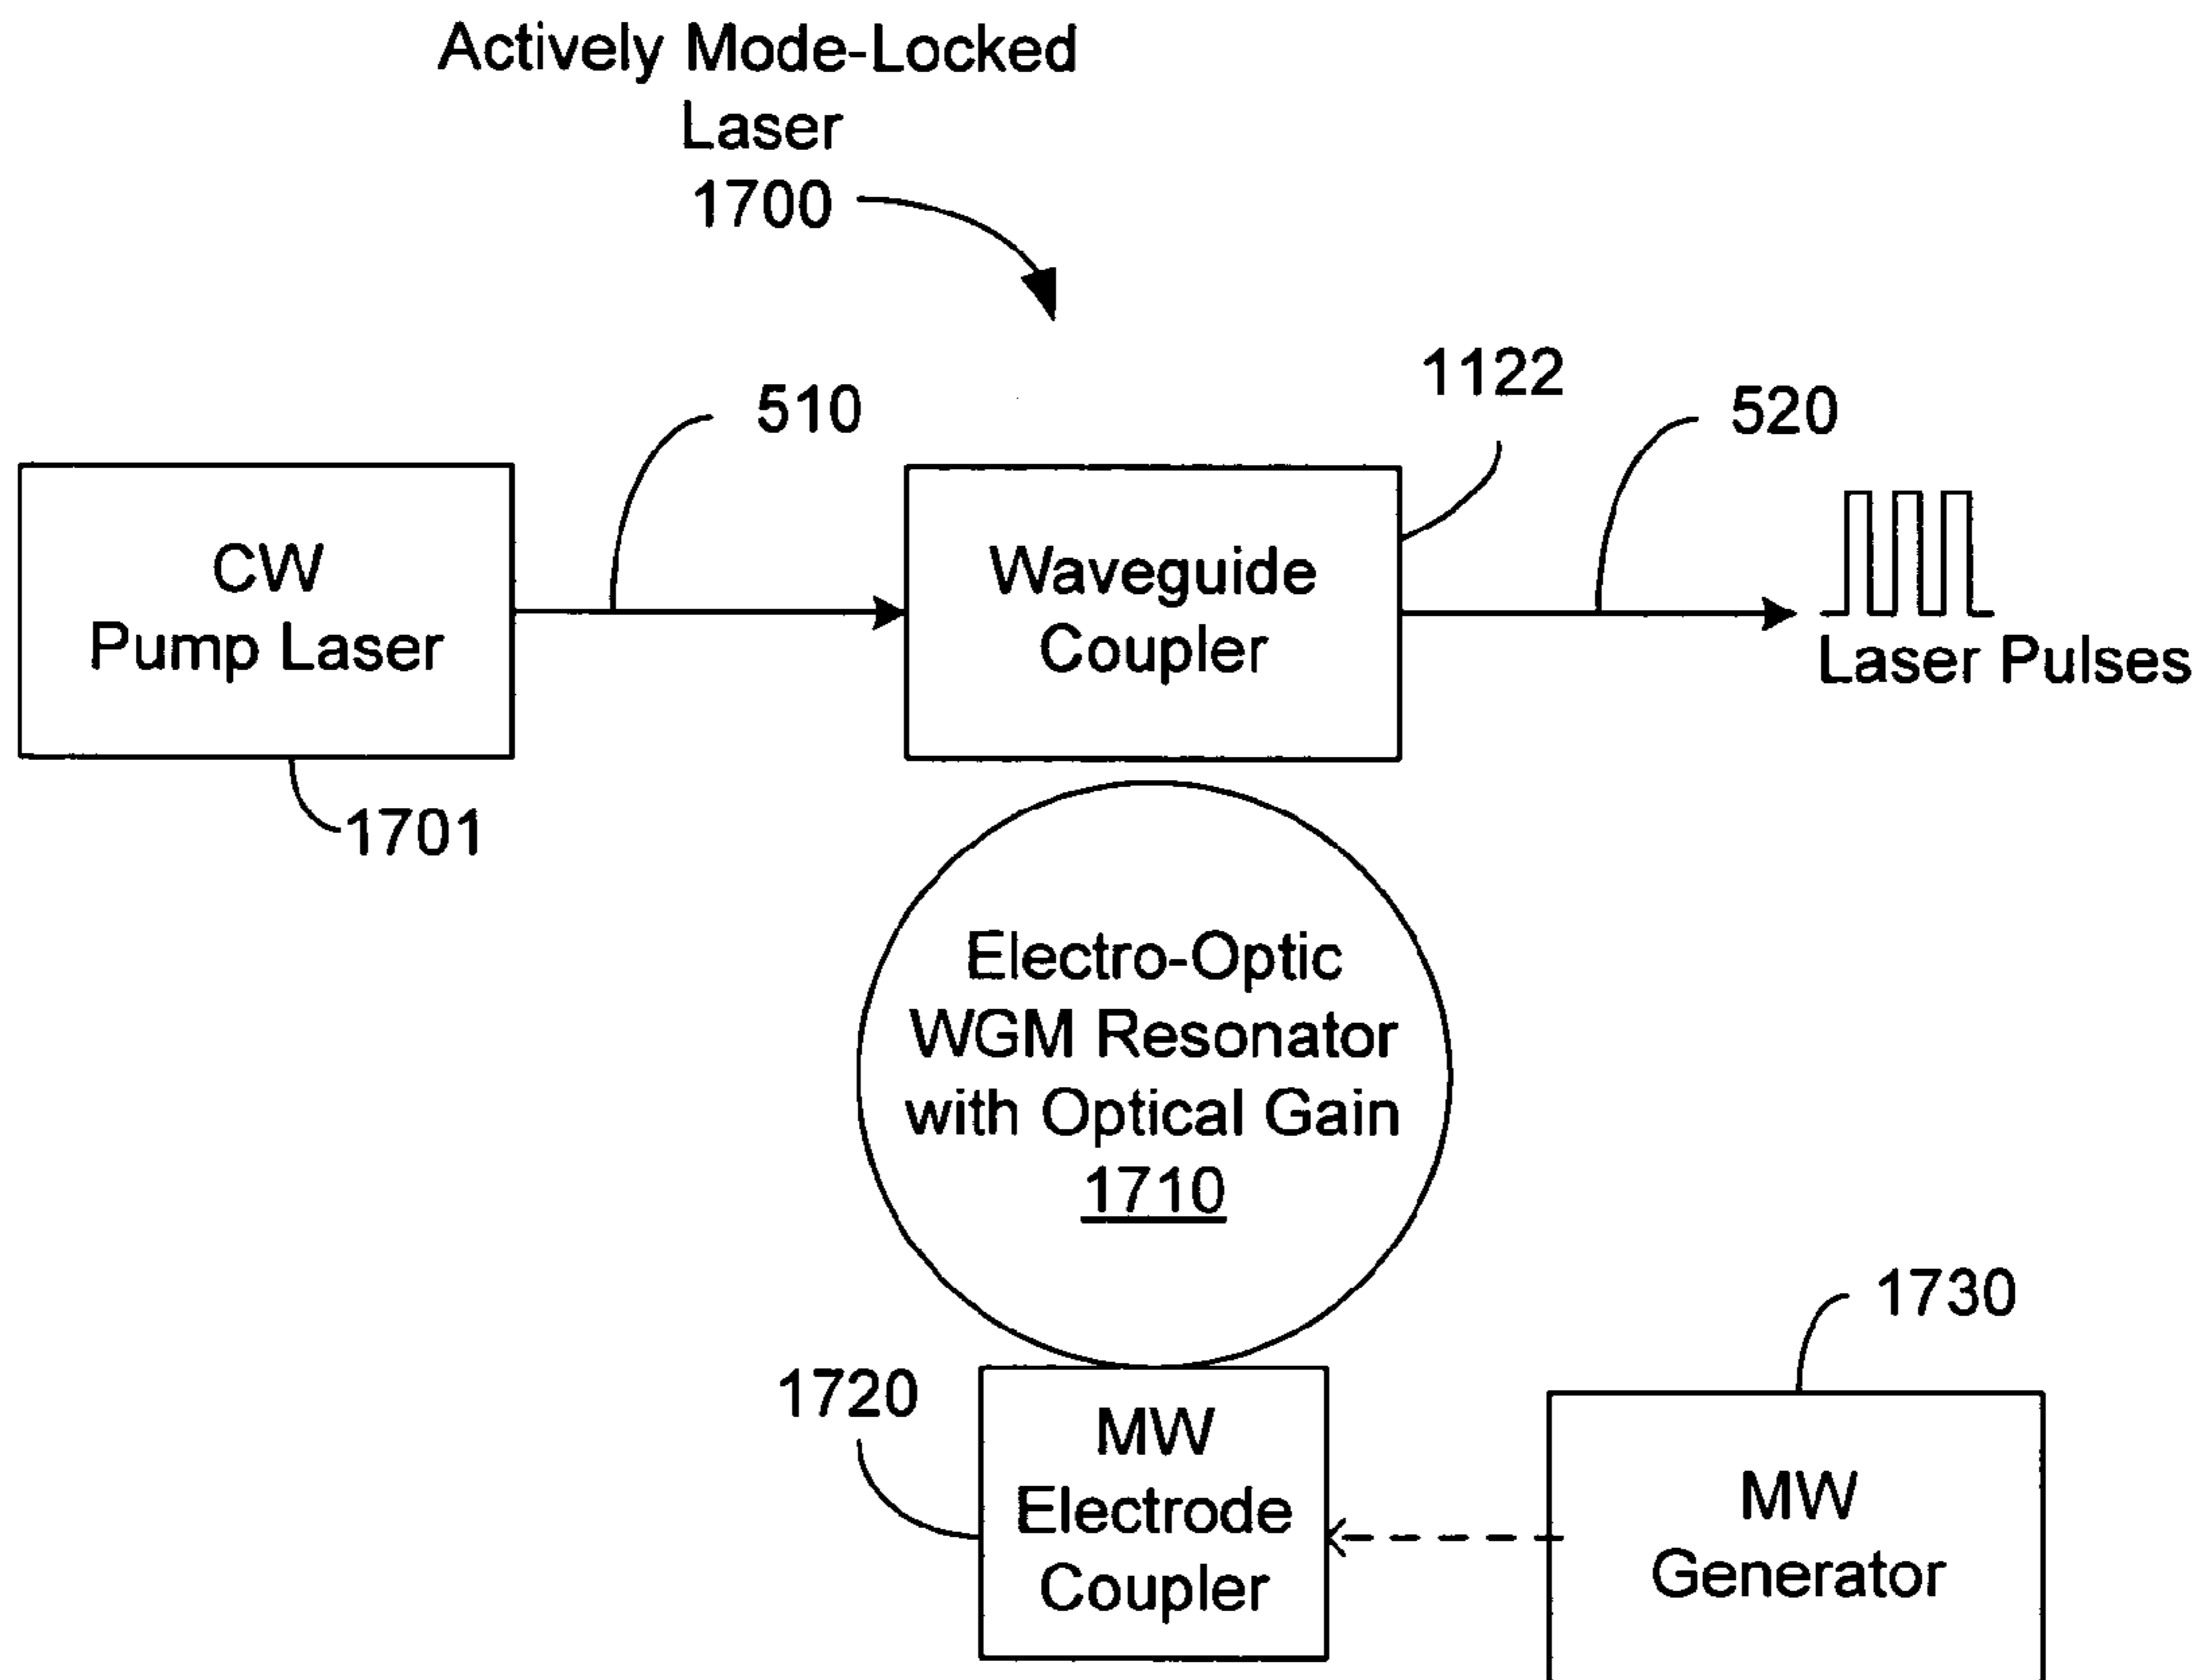 Actively Mode-Locked
Laser
1700
510
1122
520
CW
Pump Laser
Waveguide
Coupler
Laser Pulses
1701
Electro-Optic
WGM Resonator
with Optical Gain
1710
1730
1720
MW
Electrode
Coupler
MW
Generator